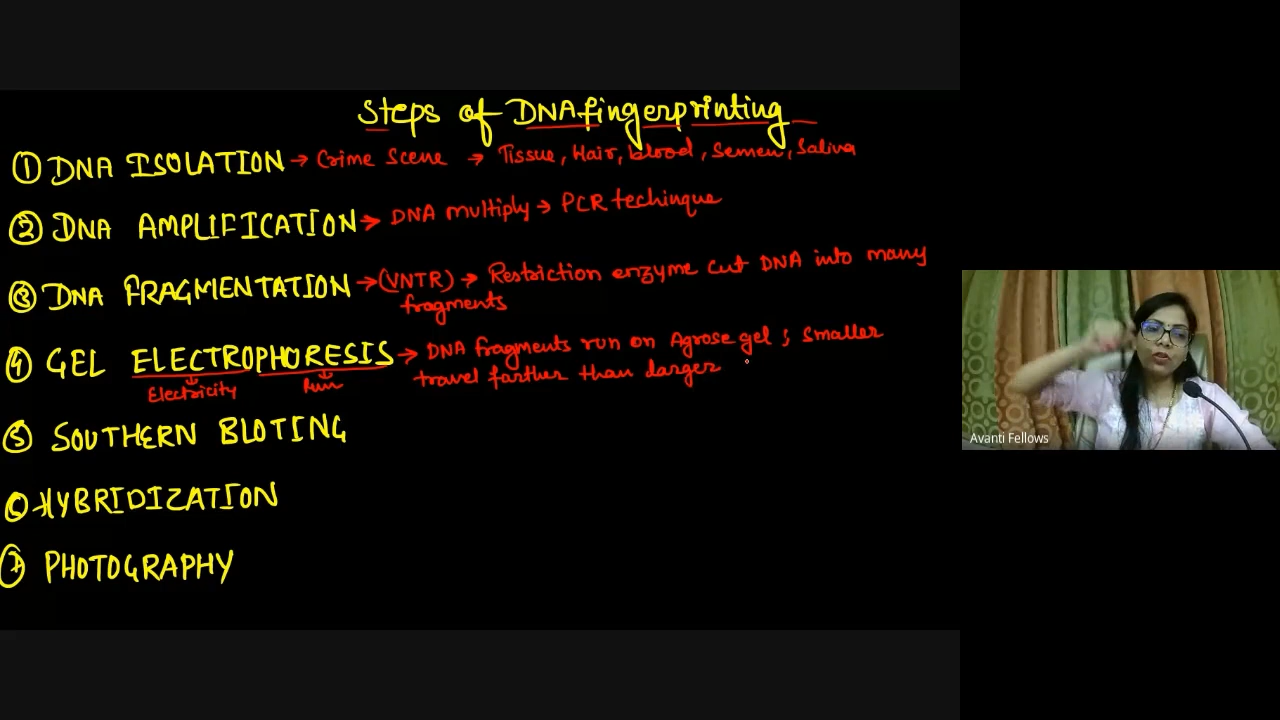 Steps of DNA fingerprinting
① DNA ISOLATION → Crime Scene → Tissue, Hair, blood, Semen, Saliva
② DNA AMPLIFICATION → DNA multiply → PCR techinque
③ DNA FRAGMENTATION → (VNTR) → Restriction enzyme cut DNA into many
fragments
④ GEL ELECTROPHORESIS → DNA fragments run on Agrose gel ; smaller
travel farther than larger
Electricity Run
⑤ SOUTHERN BLOTING
⑥ HYBRIDIZATION
⑦ PHOTOGRAPHY
Avanti Fellows